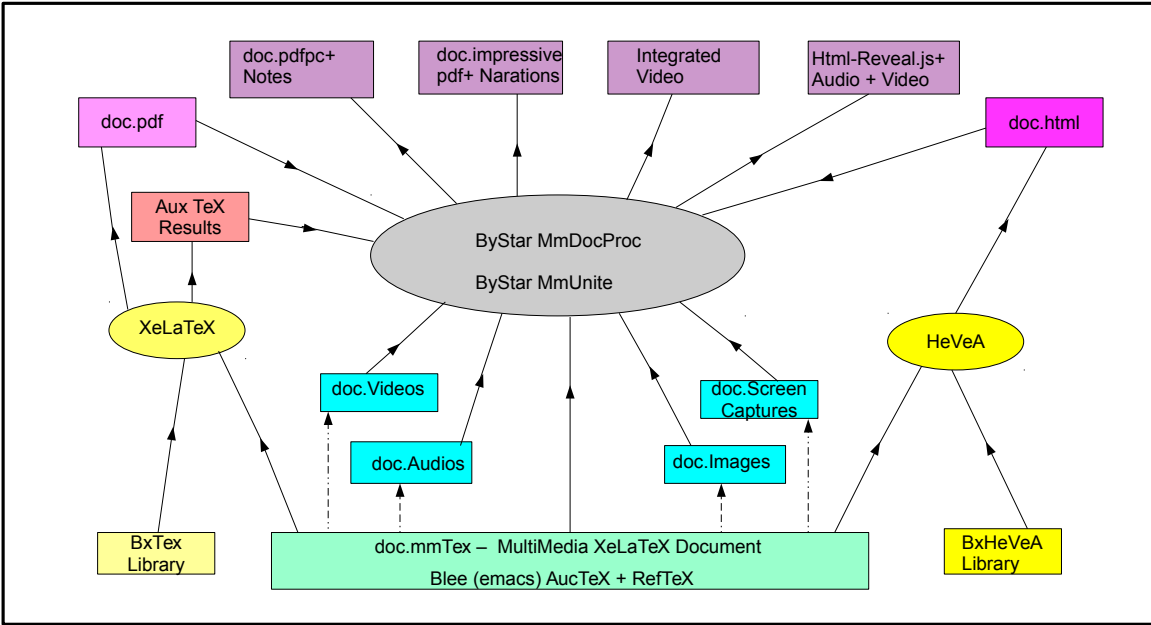 doc.pdfpc+
Notes
doc.impressive
pdf+ Narations
Integrated
Video
Html-Reveal.js+
Audio + Video
doc.pdf
doc.html
Aux TeX
Results
ByStar MmDocProc
ByStar MmUnite
XeLaTeX
HeVeA
doc.Videos
doc.Screen
Captures
doc.Audios
doc.Images
BxTex
Library
doc.mmTex – MultiMedia XeLaTeX Document
Blee (emacs) AucTeX + RefTeX
BxHeVeA
Library